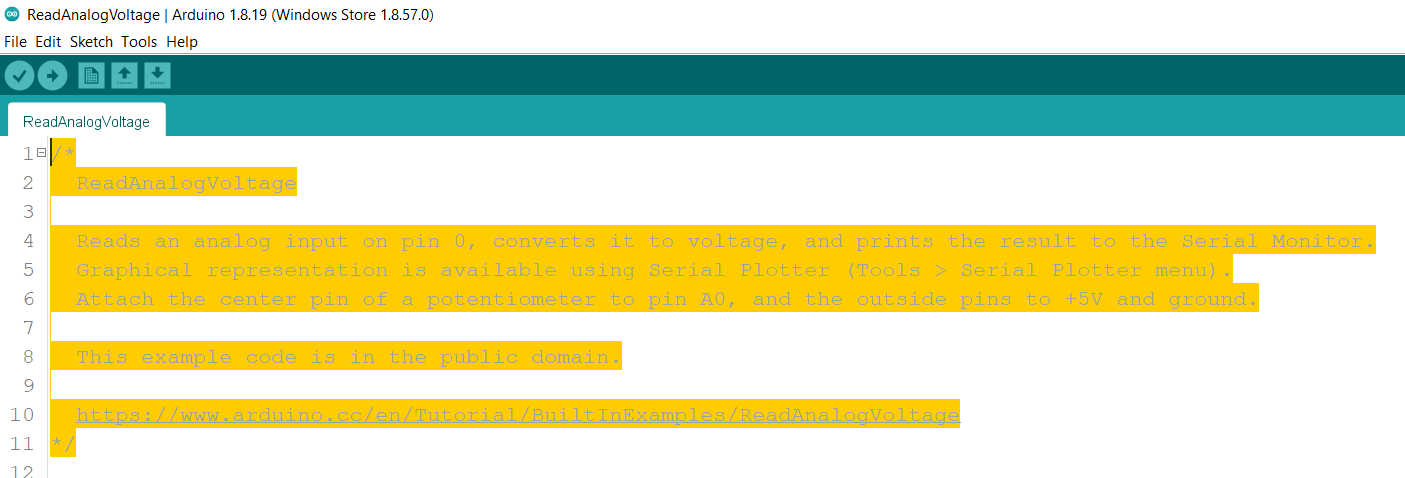 ReadAnalogVoltage | Arduino 1.8.19 (Windows Store 1.8.57.0)
File Edit Sketch Tools Help
ReadAnalogVoltage
1 /*
2 ReadAnalogVoltage
3
4 Reads an analog input on pin 0, converts it to voltage, and prints the result to the Serial Monitor.
5 Graphical representation is available using Serial Plotter (Tools > Serial Plotter menu).
6 Attach the center pin of a potentiometer to pin A0, and the outside pins to +5V and ground.
7
8 This example code is in the public domain.
9
10 https://www.arduino.cc/en/Tutorial/BuiltInExamples/ReadAnalogVoltage
11 */
12